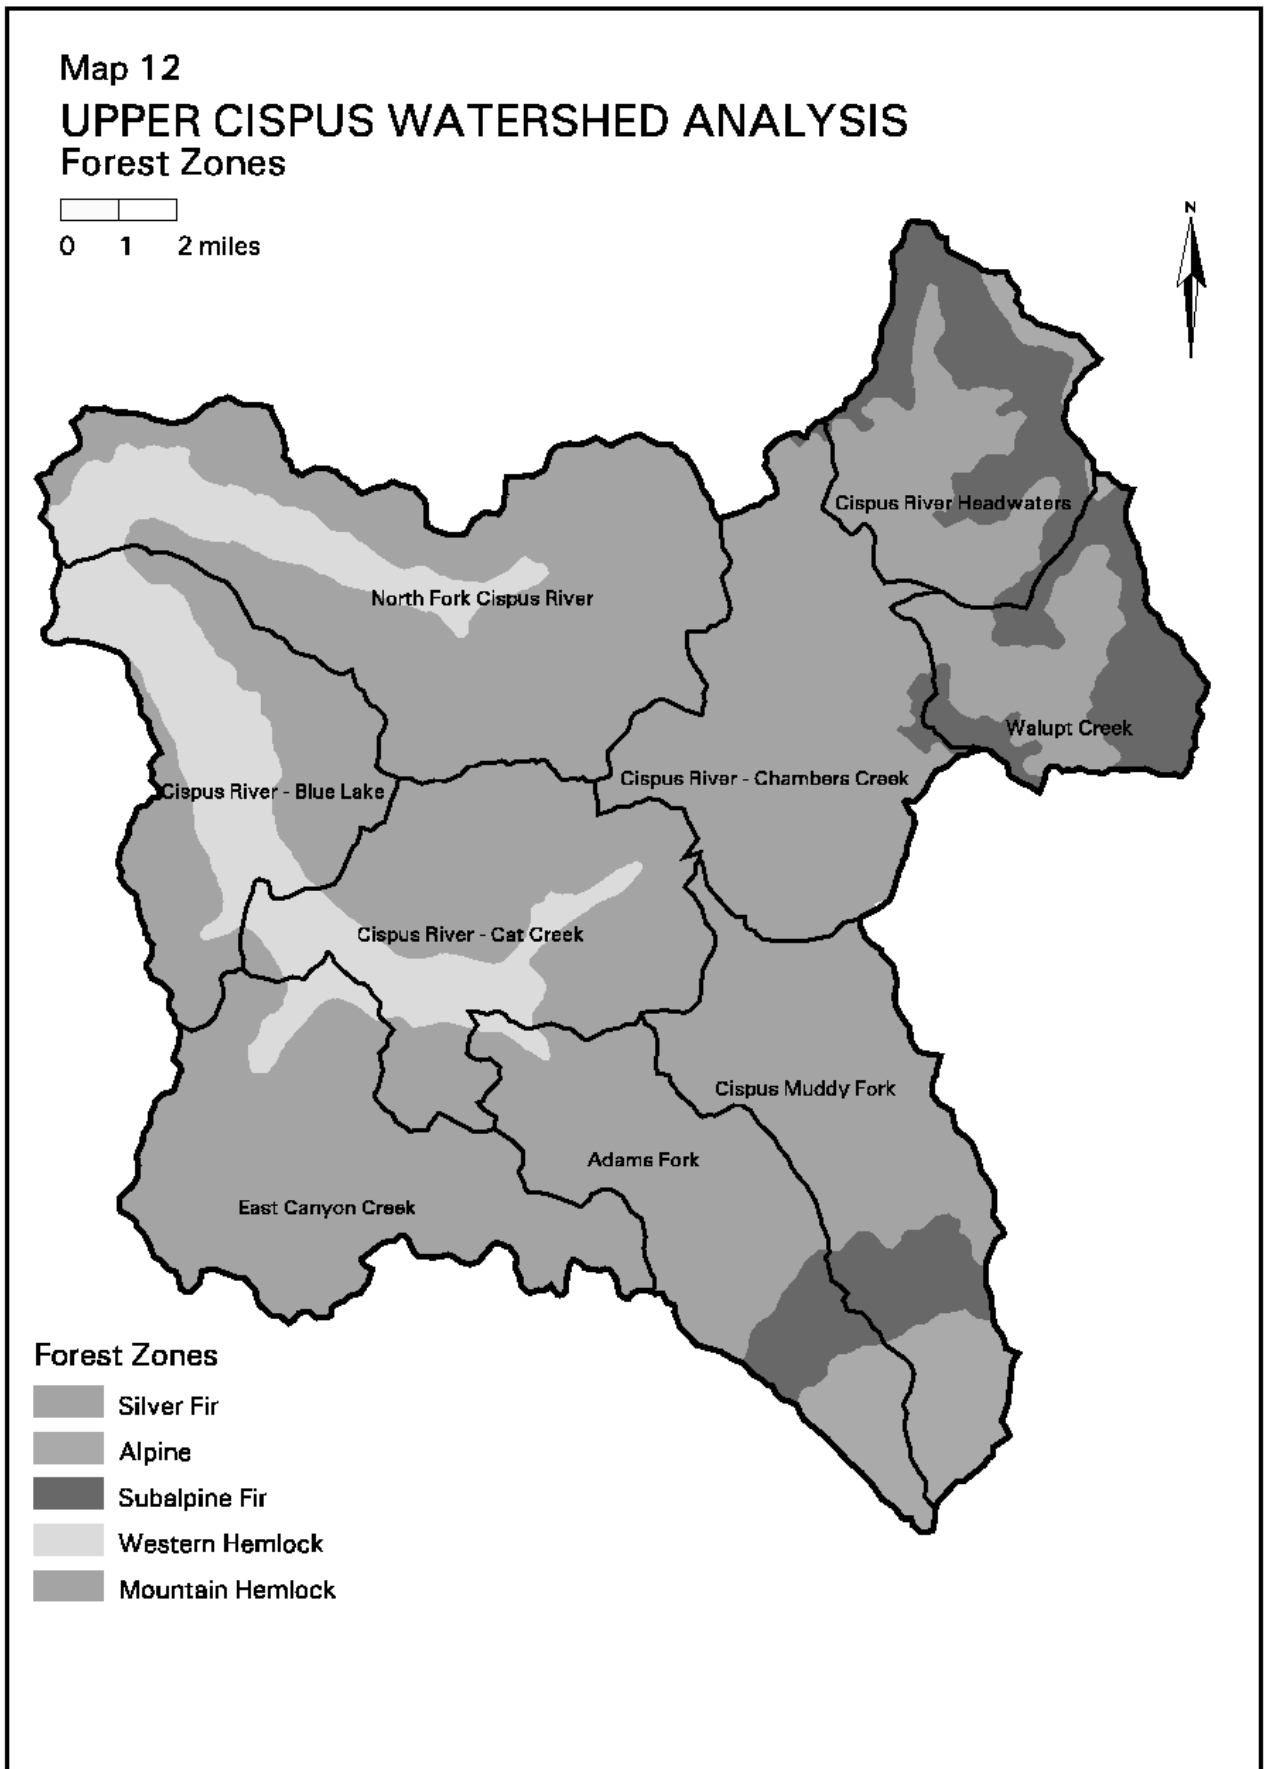 Map 12
UPPER CISPUS WATERSHED ANALYSIS
Forest Zones
0 1 2 miles
N
Cispus River Headwaters
North Fork Cispus River
Walupt Creek
Cispus River - Chambers Creek
Cispus River - Blue Lake
Cispus River - Cat Creek
Cispus Muddy Fork
Adams Fork
East Canyon Creek
Forest Zones
Silver Fir
Alpine
Subalpine Fir
Western Hemlock
Mountain Hemlock